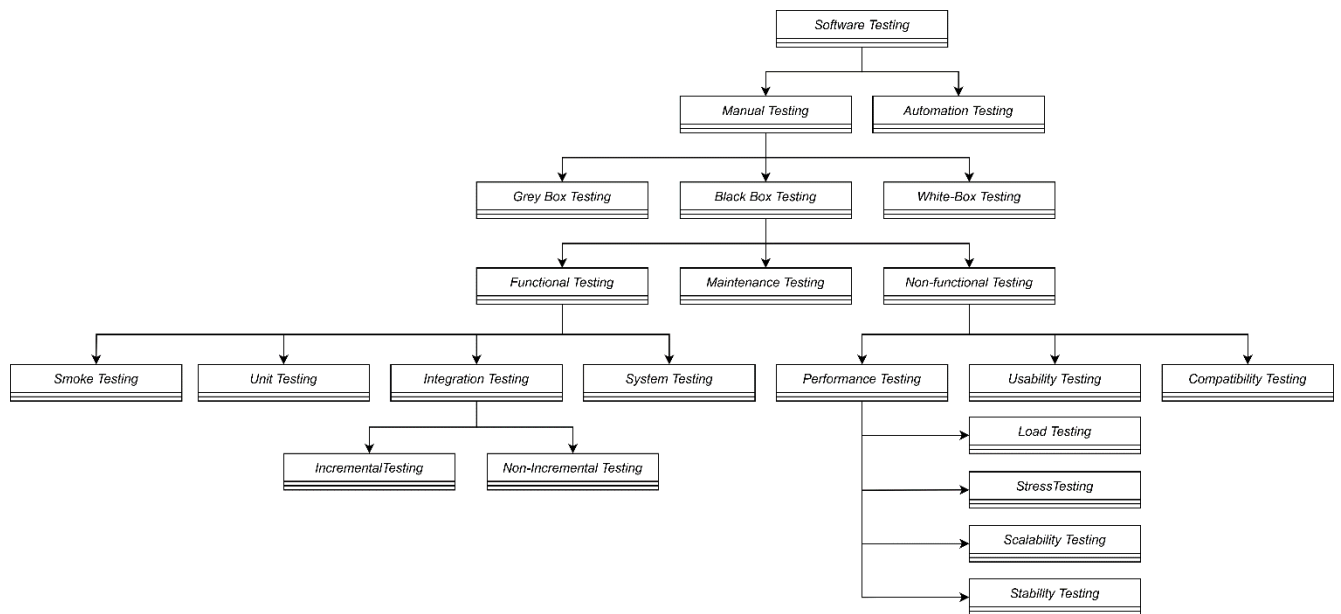 Software Testing
Manual Testing
Automation Testing
Grey Box Testing
Black Box Testing
White-Box Testing
Functional Testing
Maintenance Testing
Non-functional Testing
Smoke Testing
Unit Testing
Integration Testing
System Testing
Performance Testing
Usability Testing
Compatibility Testing
Load Testing
IncrementalTesting
Non-Incremental Testing
StressTesting
Scalability Testing
Stability Testing